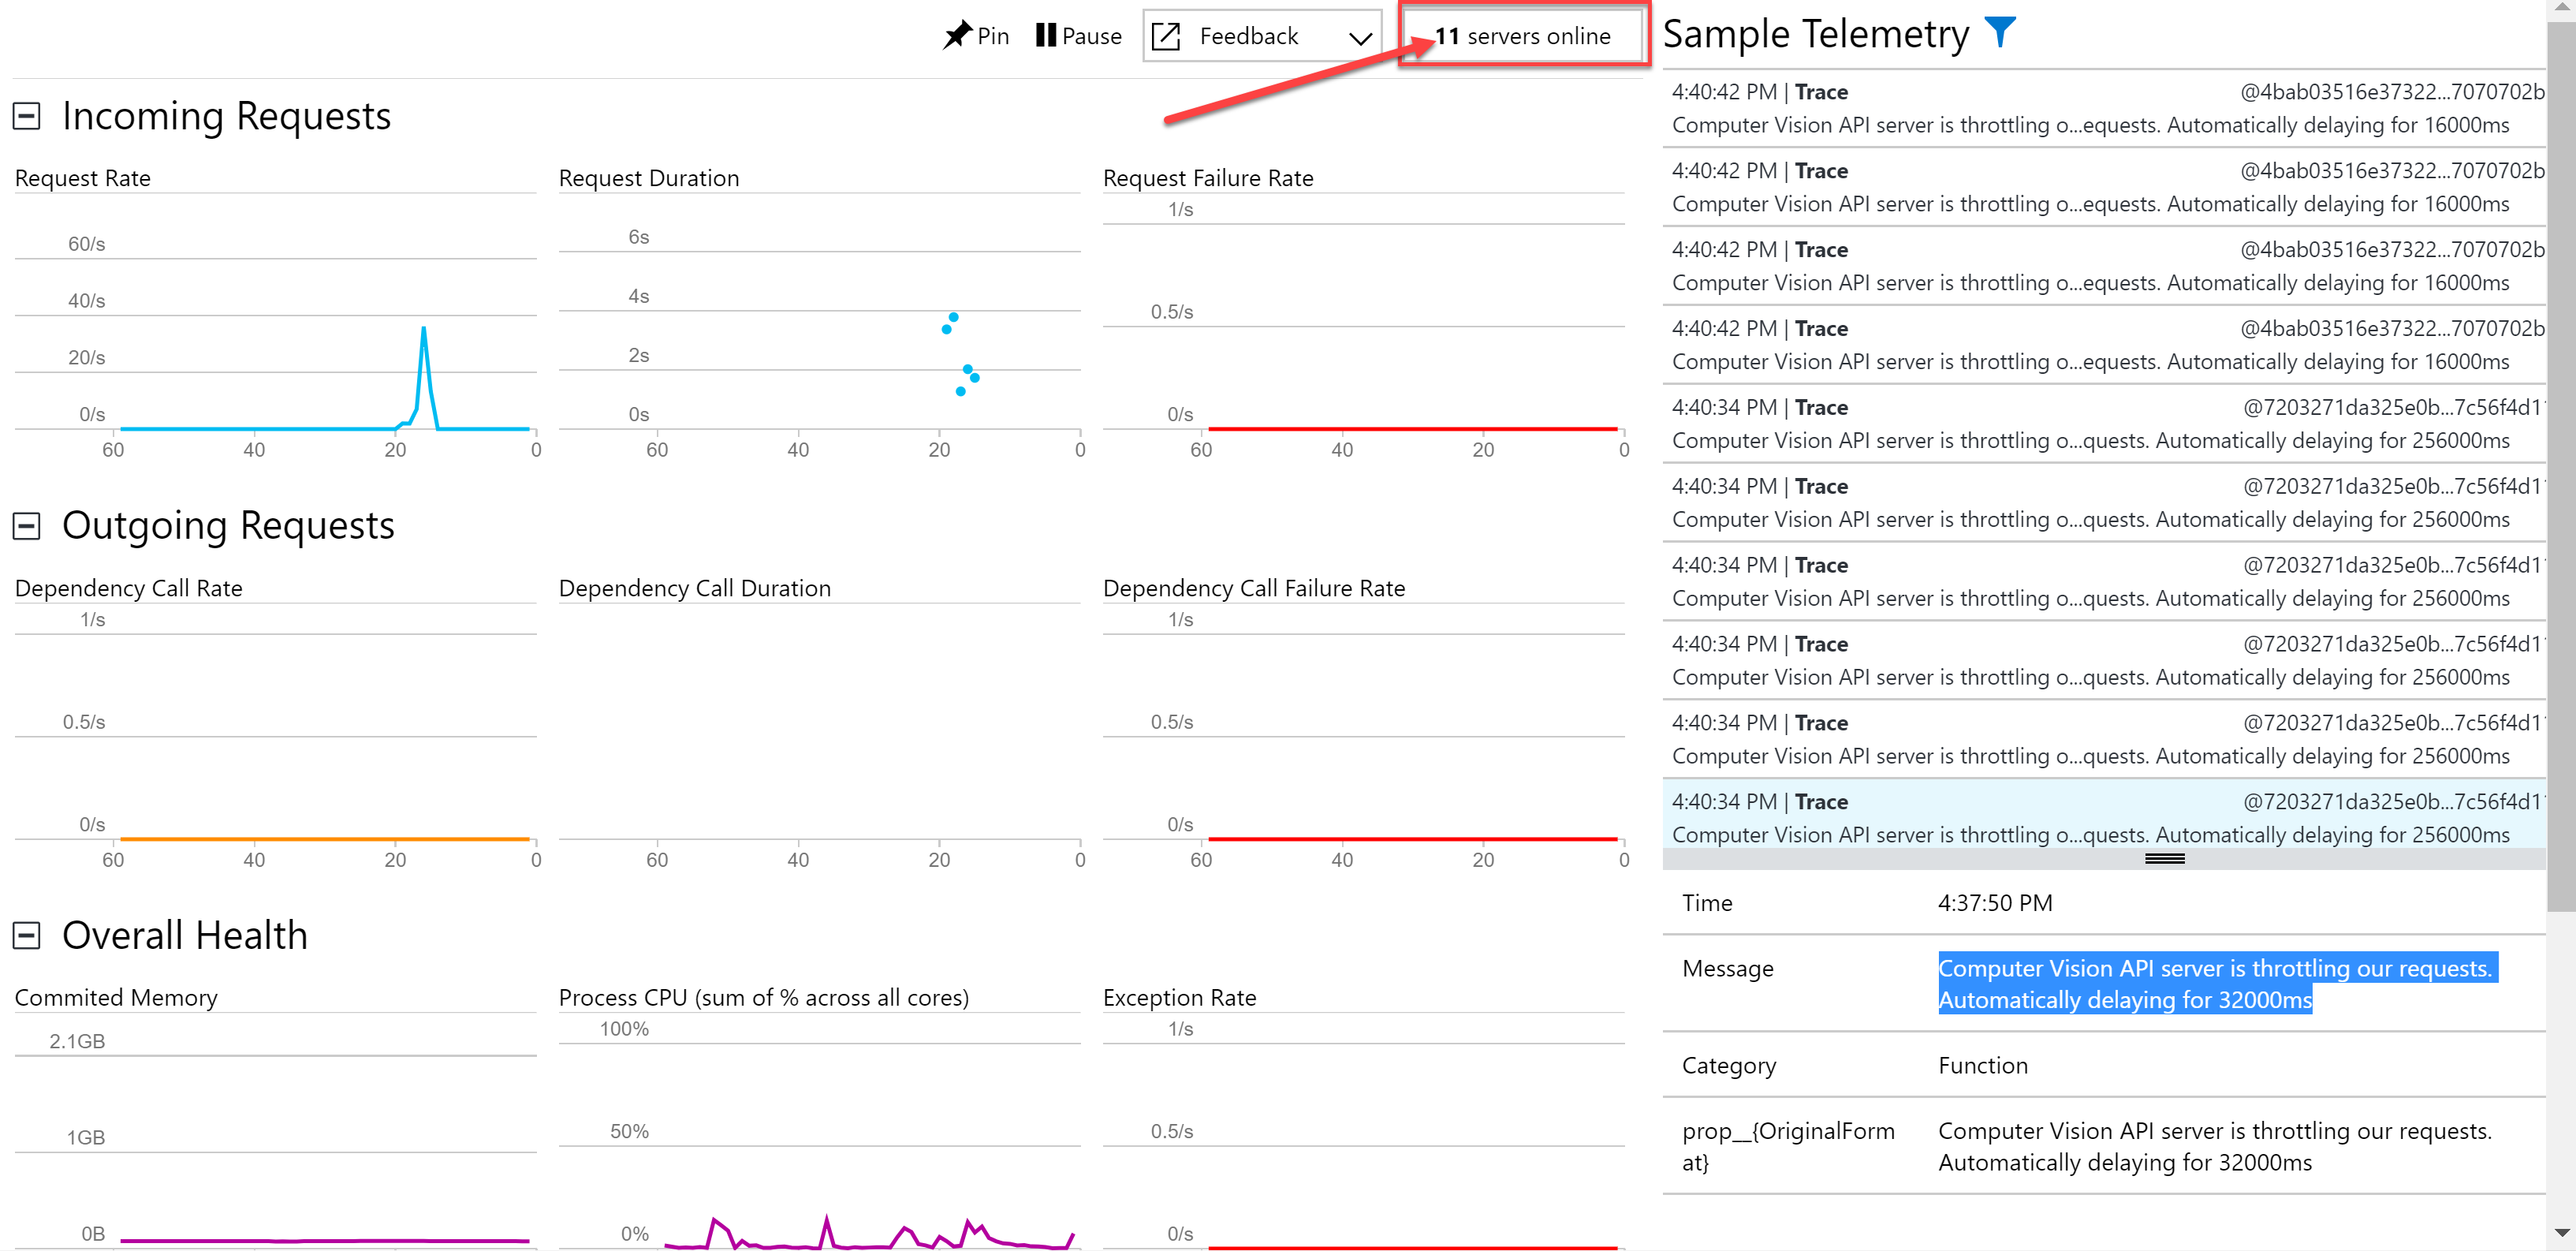 Pin
Pause
Feedback
11 servers online
Incoming Requests
Request Rate
60/s
40/s
20/s
0/s
60 40 20 0
Request Duration
6s
4s
2s
0s
60 40 20 0
Request Failure Rate
1/s
0.5/s
0/s
60 40 20 0
Outgoing Requests
Dependency Call Rate
1/s
0.5/s
0/s
60 40 20 0
Dependency Call Duration
60 40 20 0
Dependency Call Failure Rate
1/s
0.5/s
0/s
60 40 20 0
Overall Health
Commited Memory
2.1GB
1GB
0B
Process CPU (sum of % across all cores)
100%
50%
0%
Exception Rate
1/s
0.5/s
0/s
Sample Telemetry
4:40:42 PM | Trace @4bab03516e37322...7070702b
Computer Vision API server is throttling o...equests. Automatically delaying for 16000ms
4:40:42 PM | Trace @4bab03516e37322...7070702b
Computer Vision API server is throttling o...equests. Automatically delaying for 16000ms
4:40:42 PM | Trace @4bab03516e37322...7070702b
Computer Vision API server is throttling o...equests. Automatically delaying for 16000ms
4:40:42 PM | Trace @4bab03516e37322...7070702b
Computer Vision API server is throttling o...equests. Automatically delaying for 16000ms
4:40:34 PM | Trace @7203271da325e0b...7c56f4d1
Computer Vision API server is throttling o...quests. Automatically delaying for 256000ms
4:40:34 PM | Trace @7203271da325e0b...7c56f4d1
Computer Vision API server is throttling o...quests. Automatically delaying for 256000ms
4:40:34 PM | Trace @7203271da325e0b...7c56f4d1
Computer Vision API server is throttling o...quests. Automatically delaying for 256000ms
4:40:34 PM | Trace @7203271da325e0b...7c56f4d1
Computer Vision API server is throttling o...quests. Automatically delaying for 256000ms
4:40:34 PM | Trace @7203271da325e0b...7c56f4d1
Computer Vision API server is throttling o...quests. Automatically delaying for 256000ms
4:40:34 PM | Trace @7203271da325e0b...7c56f4d1
Computer Vision API server is throttling o...quests. Automatically delaying for 256000ms
Time 4:37:50 PM
Message Computer Vision API server is throttling our requests.
Automatically delaying for 32000ms
Category Function
prop__{OriginalForm Computer Vision API server is throttling our requests.
at} Automatically delaying for 32000ms